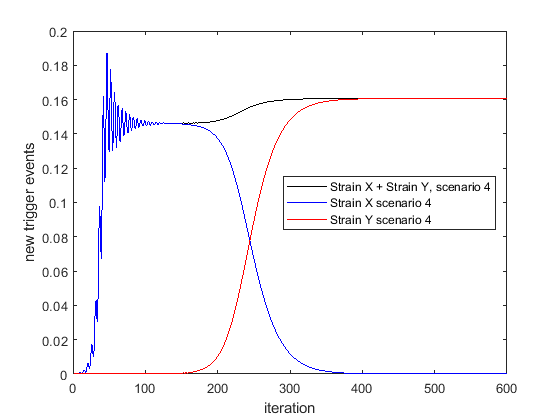 0.2
0.18
0.16
0.14
0.12
0.1
0.08
0.06
0.04
0.02
0
new trigger events
Strain X + Strain Y, scenario 4
Strain X scenario 4
Strain Y scenario 4
0 100 200 300 400 500 600
iteration